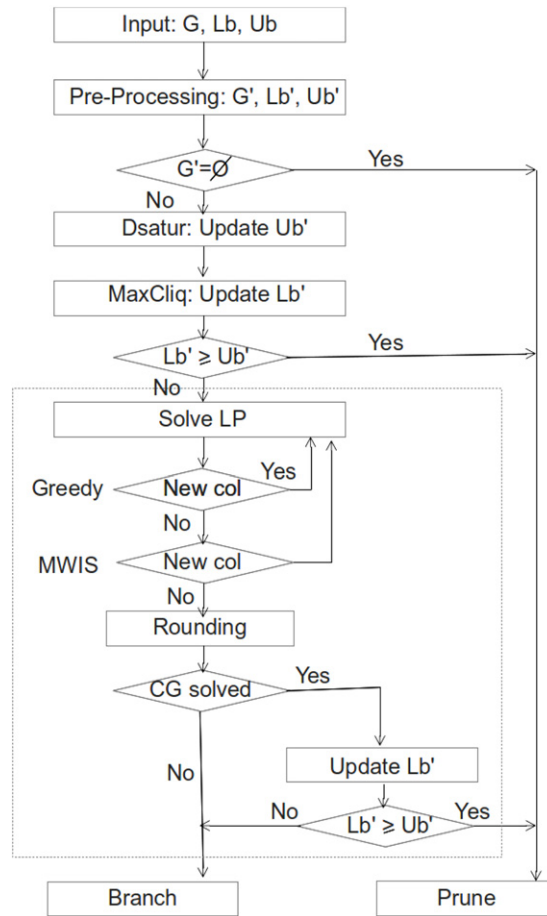 Input: G, Lb, Ub
Pre-Processing: G', Lb', Ub'
G'=Ø
Yes
No
Dsatur: Update Ub'
MaxCliq: Update Lb'
Lb' ⩾ Ub'
Yes
No
Solve LP
Yes
Greedy
New col
No
MWIS
New col
No
Rounding
CG solved
Yes
No
Update Lb'
No
Lb' ⩾ Ub'
Yes
Branch
Prune